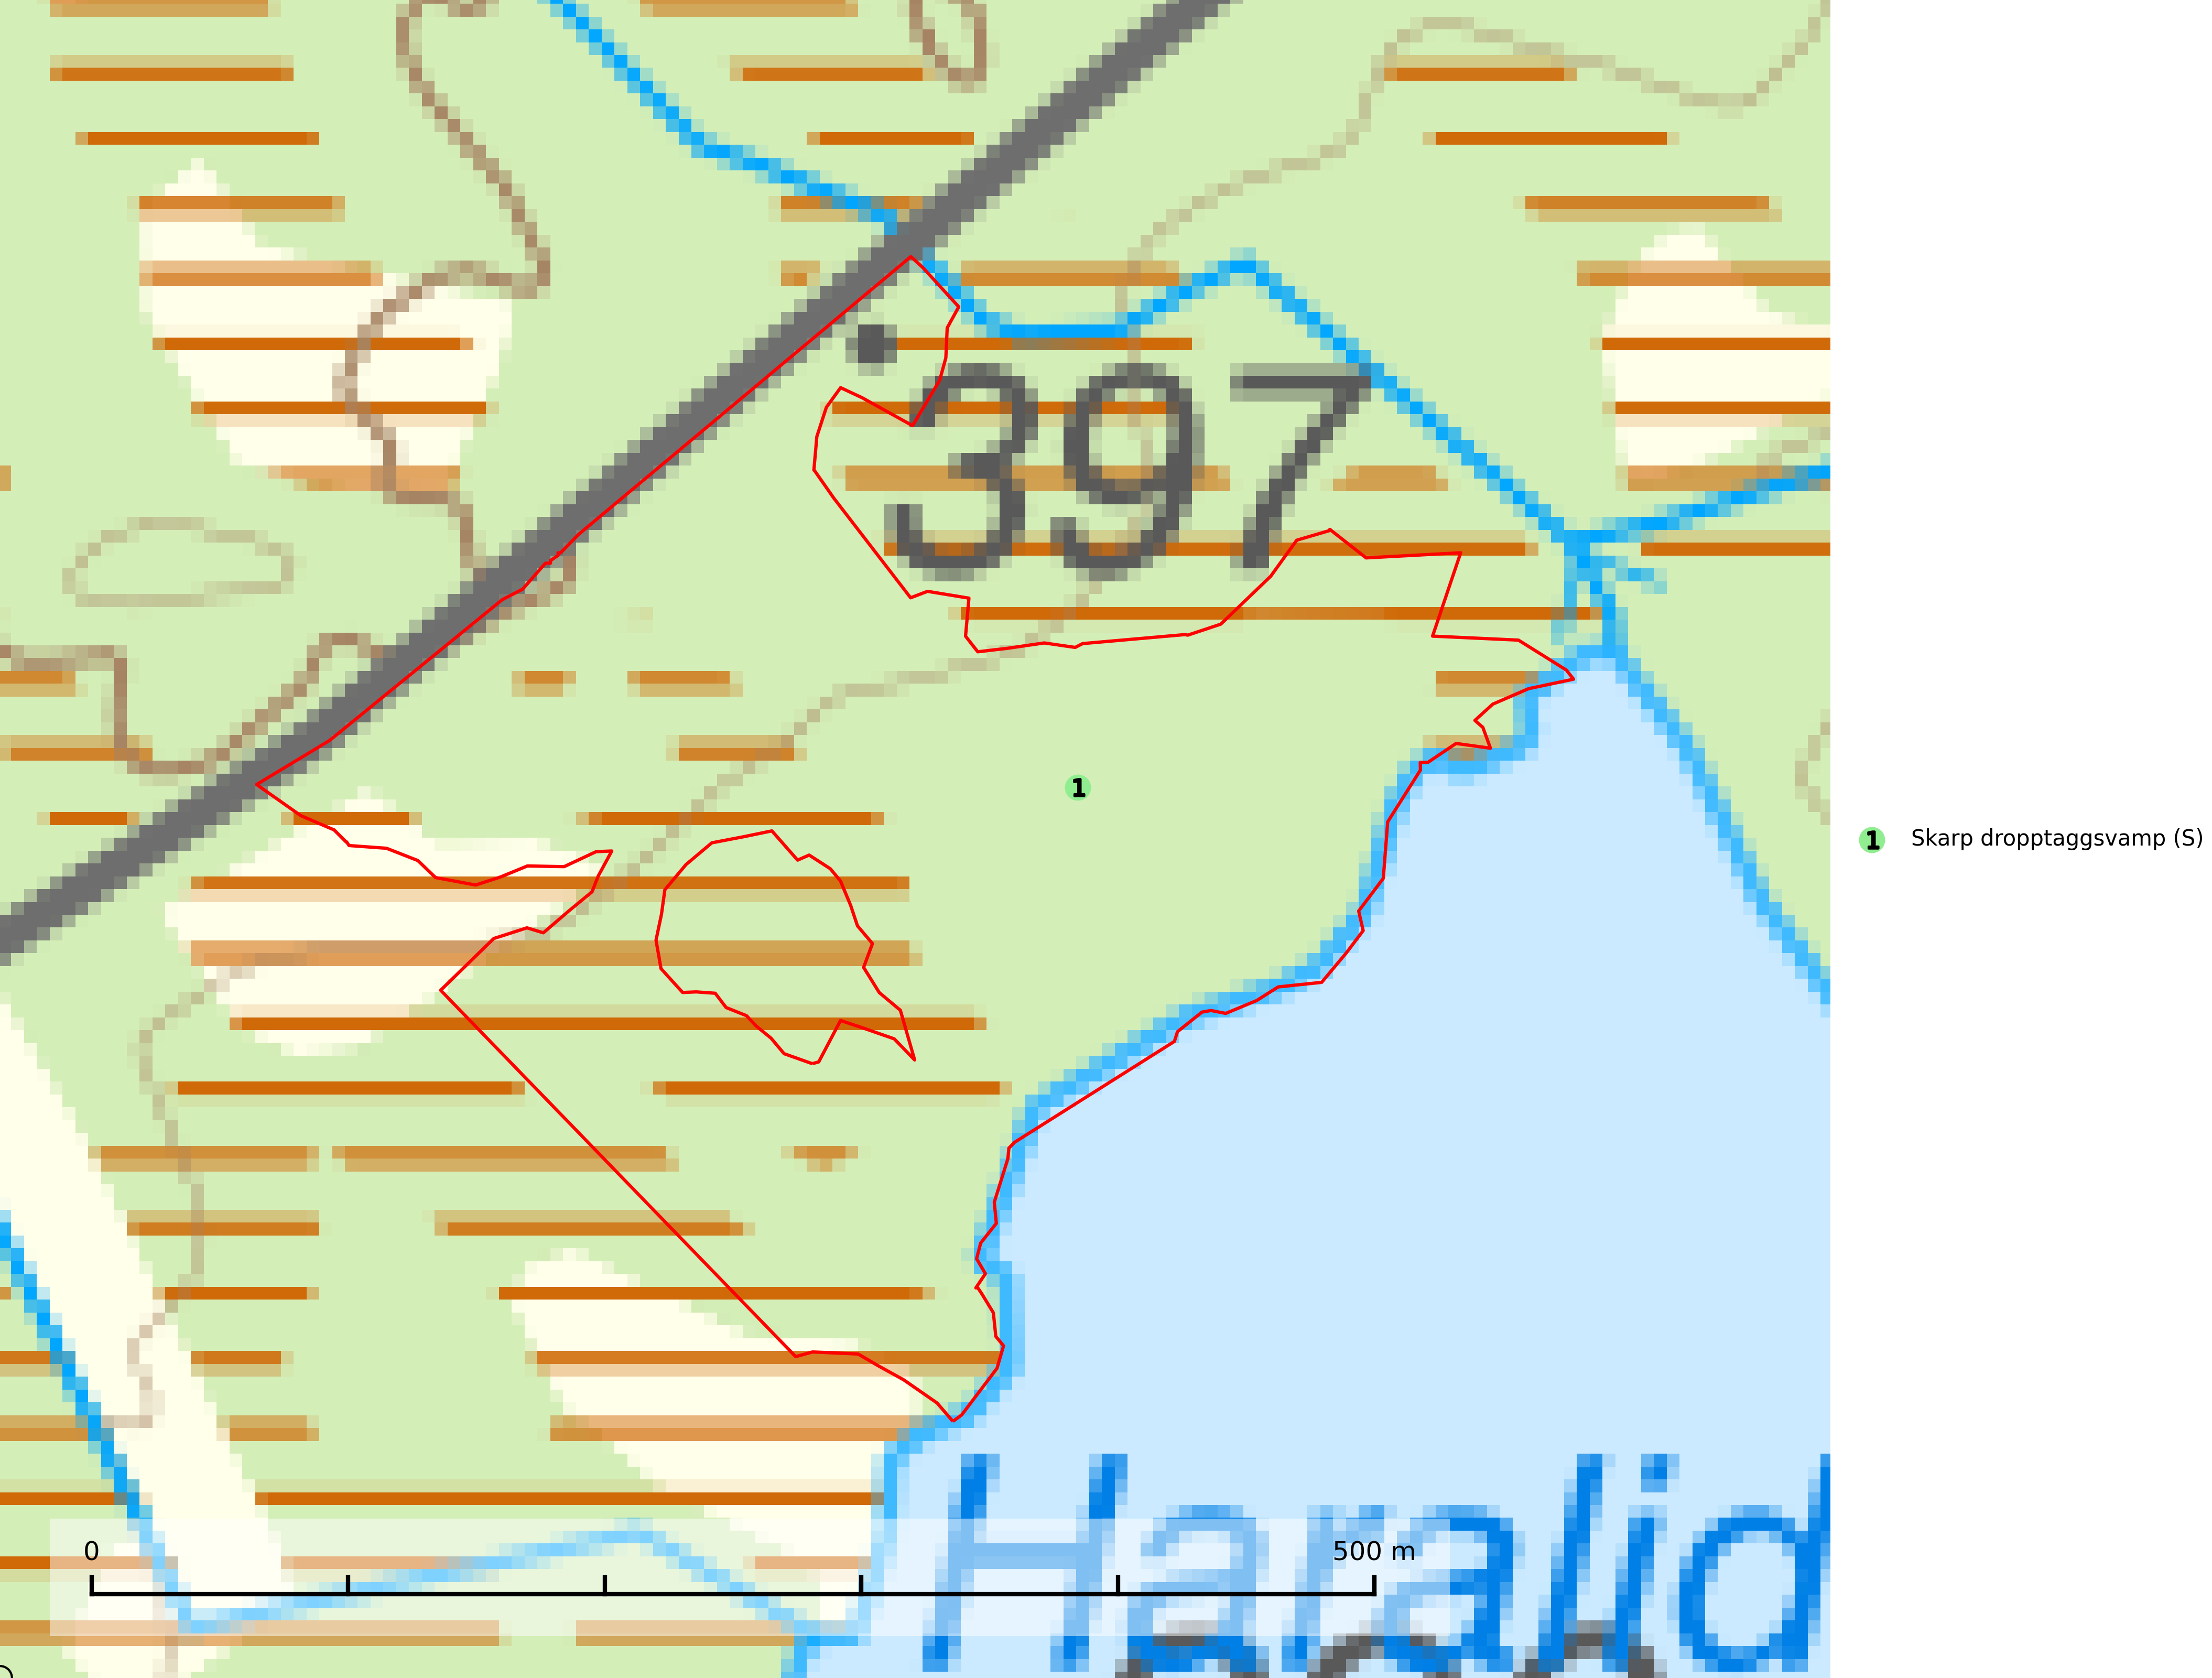 .397
1
1 Skarp dropptaggsvamp (S)
0 500 m
Haralid